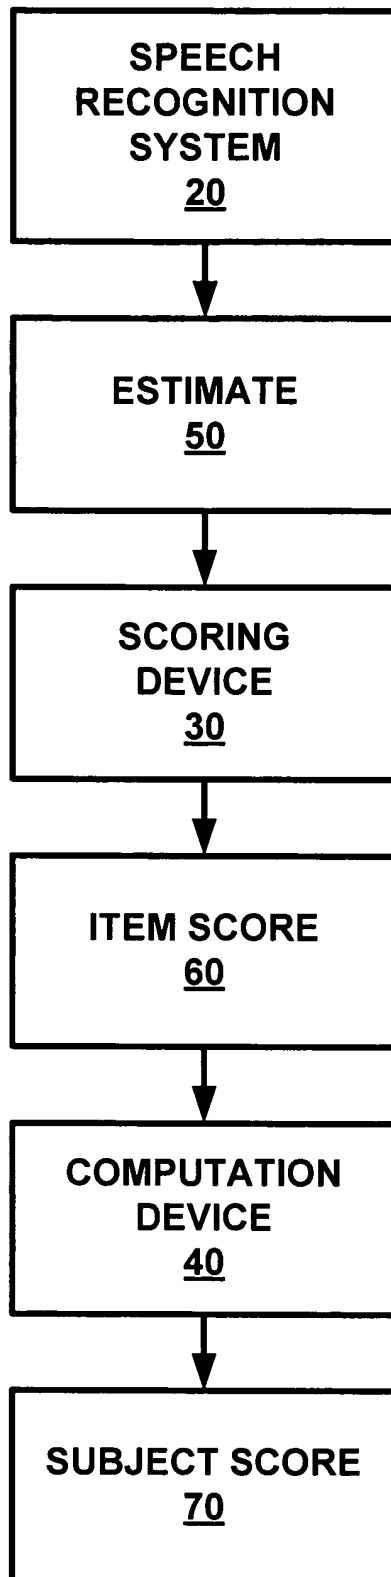 SPEECH
RECOGNITION
SYSTEM
20
ESTIMATE
50
SCORING
DEVICE
30
ITEM SCORE
60
COMPUTATION
DEVICE
40
SUBJECT SCORE
70